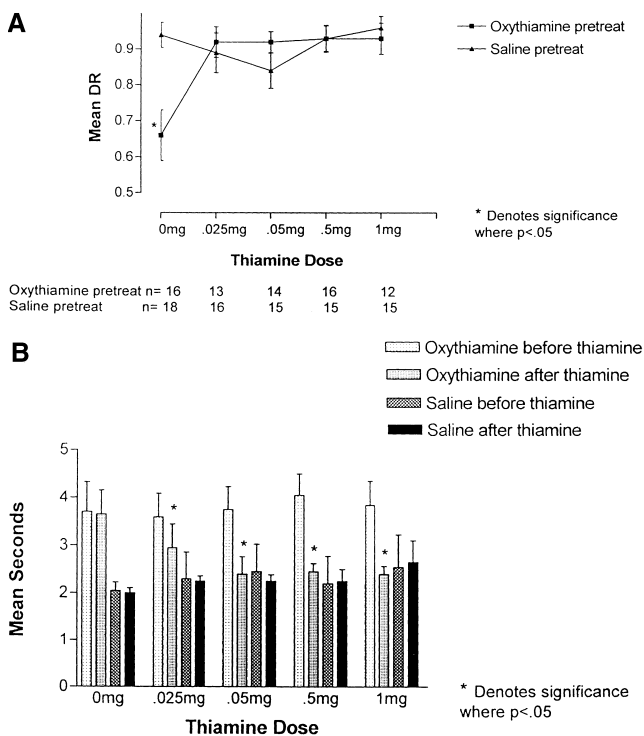 A
Oxythiamine pretreat
Saline pretreat
Mean DR
0.9
0.8
0.7
0.6
0.5
*
0mg .025mg .05mg .5mg 1mg
Thiamine Dose
* Denotes significance
where p<.05
Oxythiamine pretreat n= 16 13 14 16 12
Saline pretreat n= 18 16 15 15 15
B
Oxythiamine before thiamine
Oxythiamine after thiamine
Saline before thiamine
Saline after thiamine
Mean Seconds
5
4
3
2
1
0
* * * *
0mg .025mg .05mg .5mg 1mg
Thiamine Dose
* Denotes significance
where p<.05